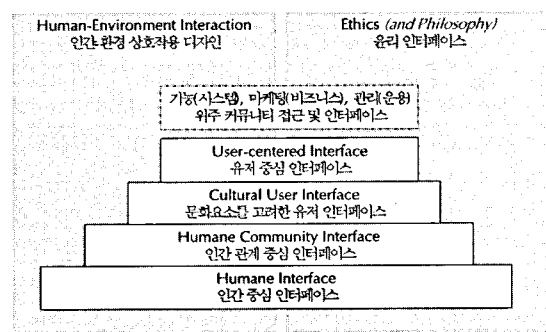 Human-Environment Interaction
인간 환경 상호작용 디자인
Ethics (and Philosophy)
윤리 인터페이스
기능(시스템), 마케팅(비즈니스), 관리(운용)
위주 커뮤니티 접근 및 인터페이스
User-centered Interface
유저 중심 인터페이스
Cultural User Interface
문화요소를 고려한 유저 인터페이스
Humane Community Interface
인간 관계 중심 인터페이스
Humane Interface
인간 중심 인터페이스